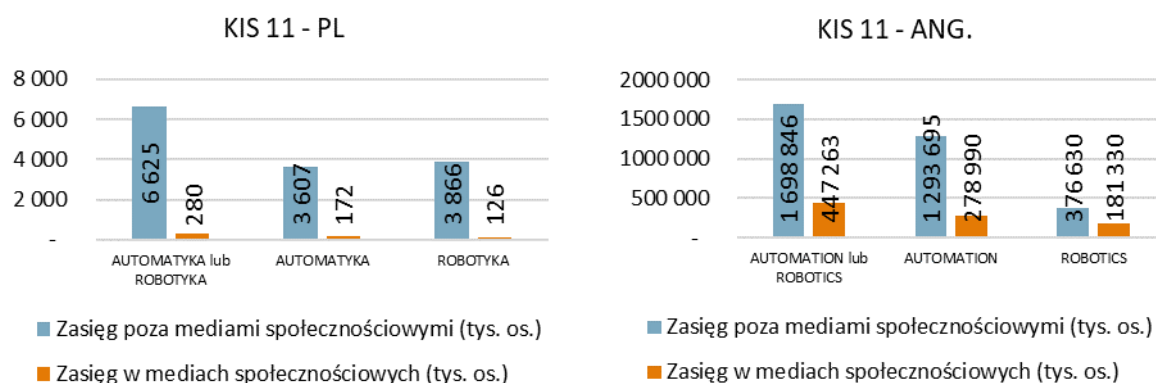 KIS 11 - PL
8 000
6 000
4 000
2 000
-
6 625
280
3 607
172
3 866
126
AUTOMATYKA lub
ROBOTYKA
AUTOMATYKA
ROBOTYKA
Zasięg poza mediami społecznościowymi (tys. os.)
Zasięg w mediach społecznościowych (tys. os.)
KIS 11 - ANG.
2000 000
1500 000
1000 000
500 000
-
1 698 846
447 263
1 293 695
278 990
376 630
181 330
AUTOMATION lub
ROBOTICS
AUTOMATION
ROBOTICS
Zasięg poza mediami społecznościowymi (tys. os.)
Zasięg w mediach społecznościowych (tys. os.)